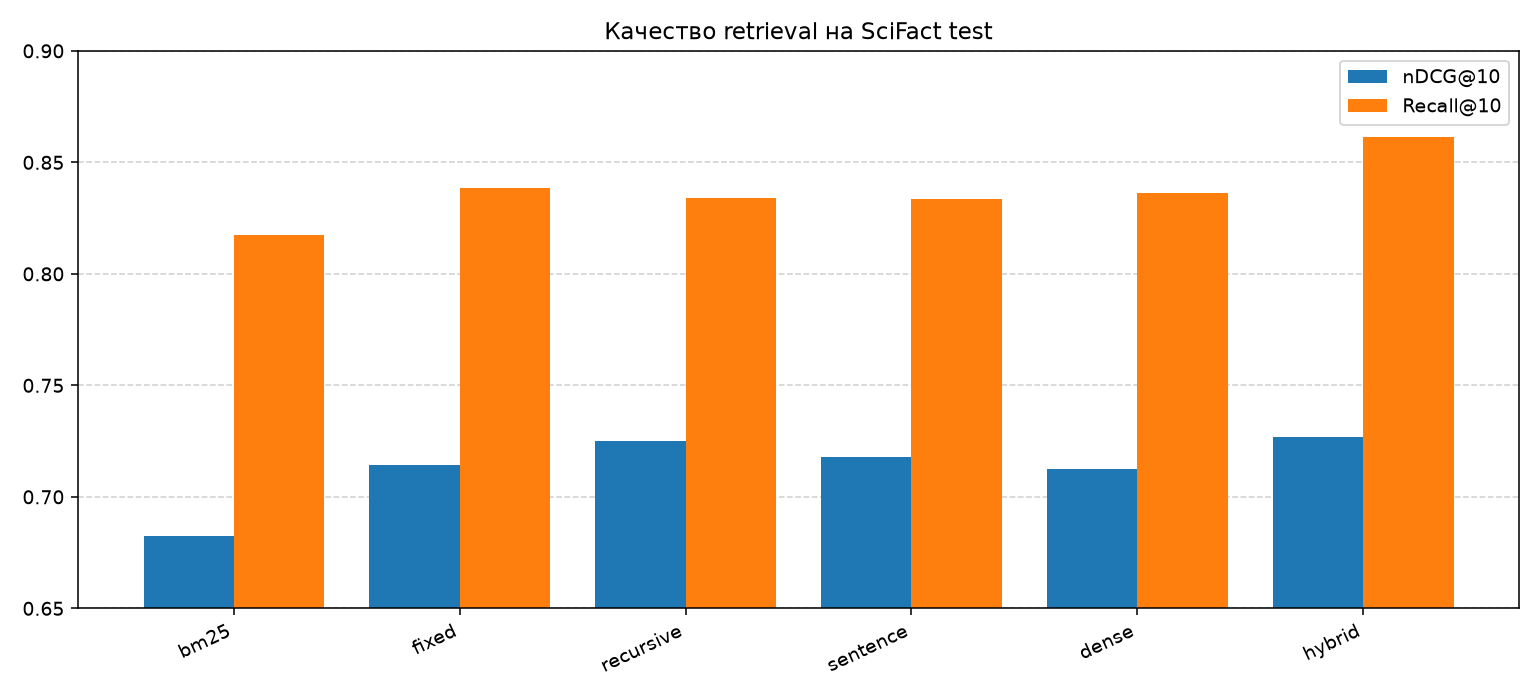 Качество retrieval на SciFact test
nDCG@10
Recall@10
0.90
0.85
0.80
0.75
0.70
0.65
bm25
fixed
recursive
sentence
dense
hybrid